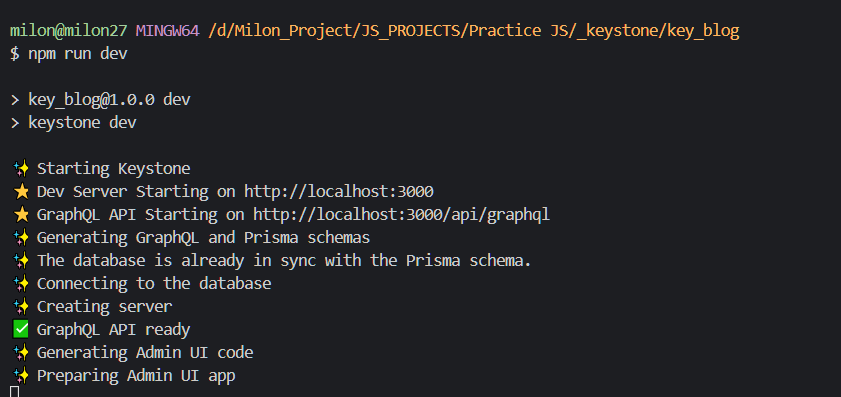 milon@milon27 MINGW64 /d/Milon_Project/JS_PROJECTS/Practice JS/_keystone/key_blog
$ npm run dev
> key_blog@1.0.0 dev
> keystone dev
✨ Starting Keystone
⭐ Dev Server Starting on http://localhost:3000
⭐ GraphQL API Starting on http://localhost:3000/api/graphql
✨ Generating GraphQL and Prisma schemas
✨ The database is already in sync with the Prisma schema.
✨ Connecting to the database
✨ Creating server
✅ GraphQL API ready
✨ Generating Admin UI code
✨ Preparing Admin UI app